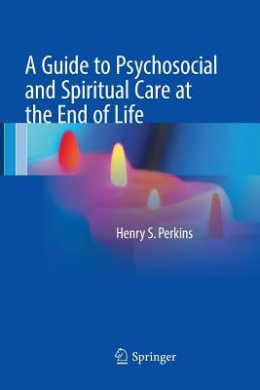 A Guide to Psychosocial
and Spiritual Care at
the End of Life
Henry S. Perkins
Springer